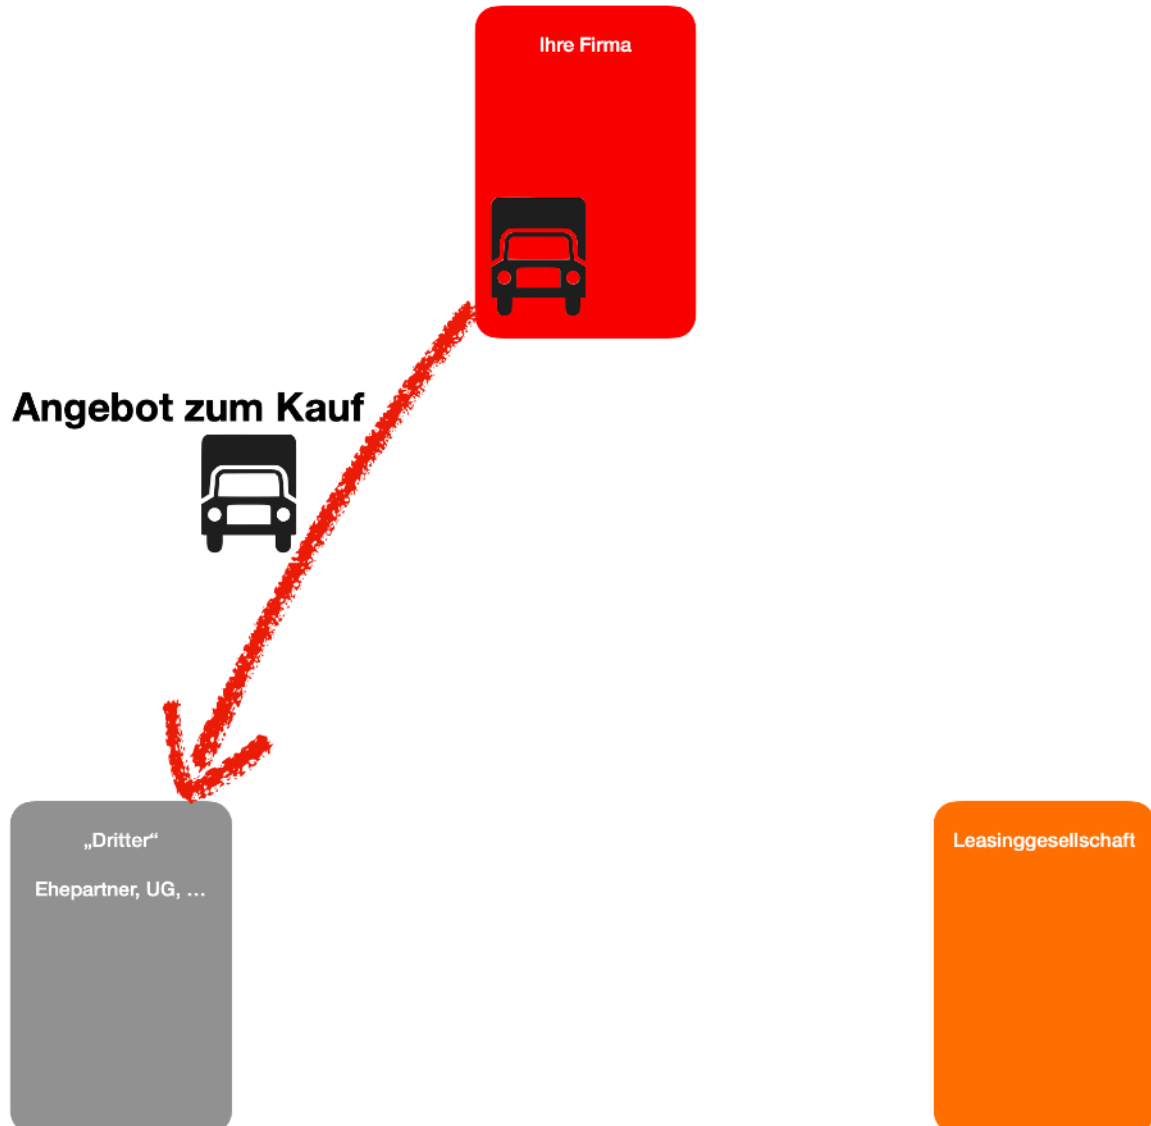 Ihre Firma
Angebot zum Kauf
„Dritter“
Ehepartner, UG, ...
Leasinggesellschaft